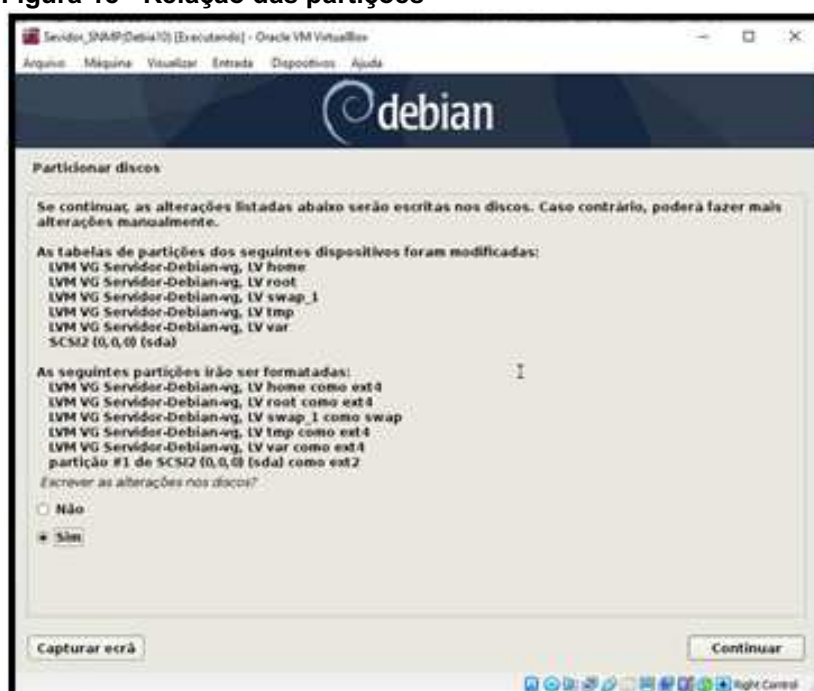 Figura 16 - Relação das partições
Sevidor_SNMP(Debia10) [Executando] - Oracle VM VirtualBox
Arquivo Máquina Visualizar Entrada Dispositivos Ajuda
debian
Particionar discos
Se continuar, as alterações listadas abaixo serão escritas nos discos. Caso contrário, poderá fazer mais
alterações manualmente.
As tabelas de partições dos seguintes dispositivos foram modificadas:
LVM VG Servidor-Debian-vg, LV home
LVM VG Servidor-Debian-vg, LV root
LVM VG Servidor-Debian-vg, LV swap_1
LVM VG Servidor-Debian-vg, LV tmp
LVM VG Servidor-Debian-vg, LV var
SCSI2 (0,0,0) (sda)
As seguintes partições irão ser formatadas:
LVM VG Servidor-Debian-vg, LV home como ext4
LVM VG Servidor-Debian-vg, LV root como ext4
LVM VG Servidor-Debian-vg, LV swap_1 como swap
LVM VG Servidor-Debian-vg, LV tmp como ext4
LVM VG Servidor-Debian-vg, LV var como ext4
partição #1 de SCSI2 (0,0,0) (sda) como ext2
Escrever as alterações nos discos?
Não
Sim
Capturar ecrã
Continuar
Right Control